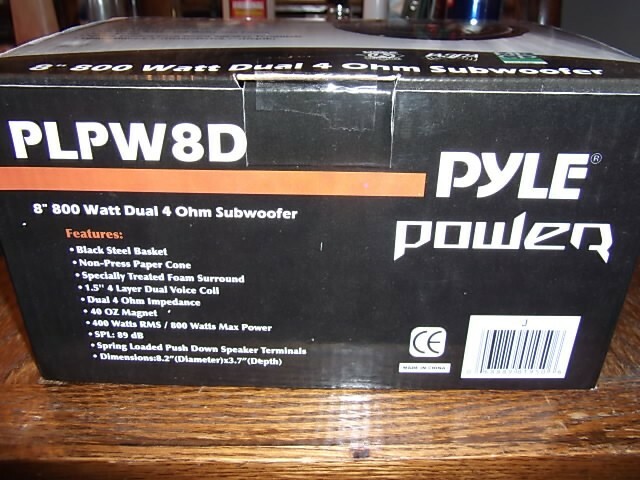 8" 800 Watt Dual 4 Ohm Subwoofer
PLPW8D
PYLE®
power
8" 800 Watt Dual 4 Ohm Subwoofer
Features:
• Black Steel Basket
• Non-Press Paper Cone
• Specially Treated Foam Surround
• 1.5" 4 Layer Dual Voice Coil
• Dual 4 Ohm Impedance
• 40 OZ Magnet
• 400 Watts RMS / 800 Watts Max Power
• SPL: 89 dB
• Spring Loaded Push Down Speaker Terminals
• Dimensions:8.2"(Diameter)x3.7"(Depth)
CE
MADE IN CHINA
J